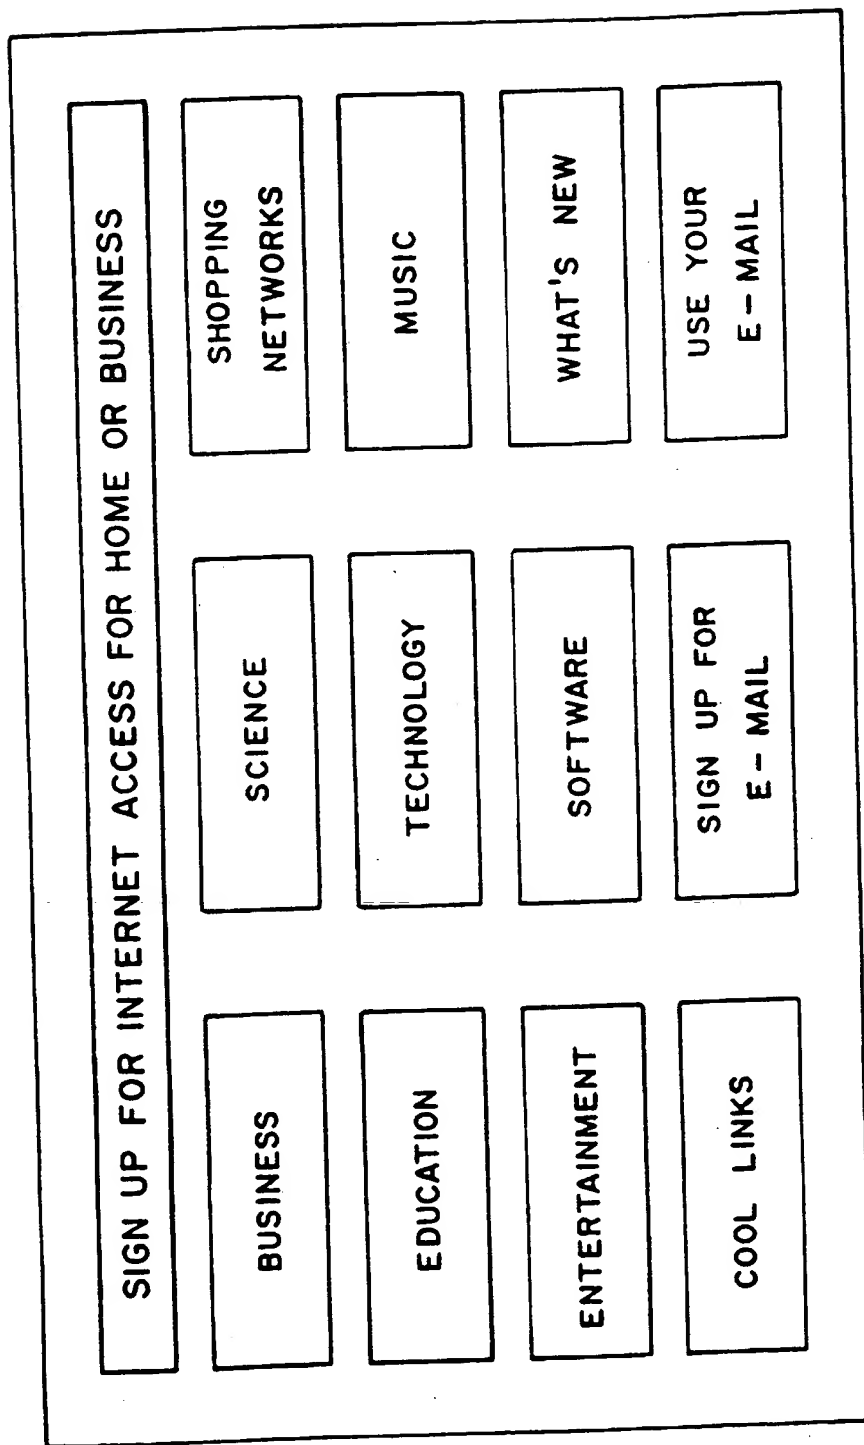 SIGN UP FOR INTERNET ACCESS FOR HOME OR BUSINESS
BUSINESS
SCIENCE
SHOPPING
NETWORKS
EDUCATION
TECHNOLOGY
MUSIC
ENTERTAINMENT
SOFTWARE
WHAT'S NEW
COOL LINKS
SIGN UP FOR
E-MAIL
USE YOUR
E-MAIL